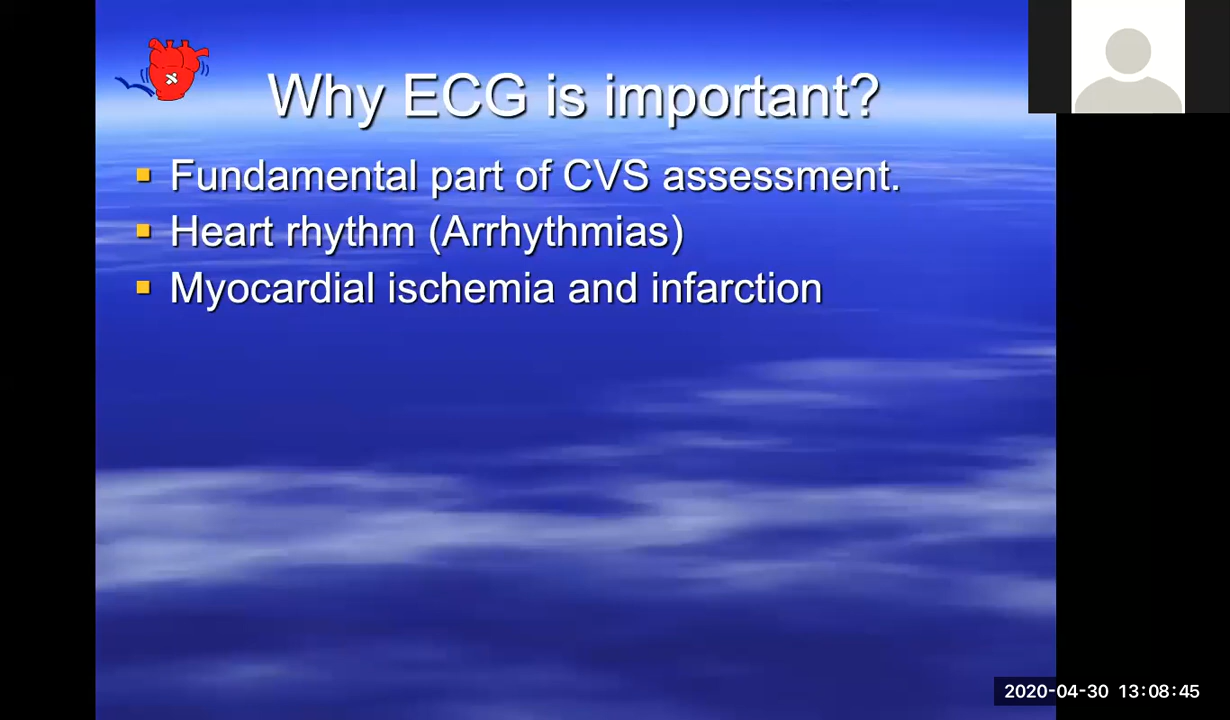 Why ECG is important?
Fundamental part of CVS assessment.
Heart rhythm (Arrhythmias)
Myocardial ischemia and infarction
2020-04-30 13:08:45